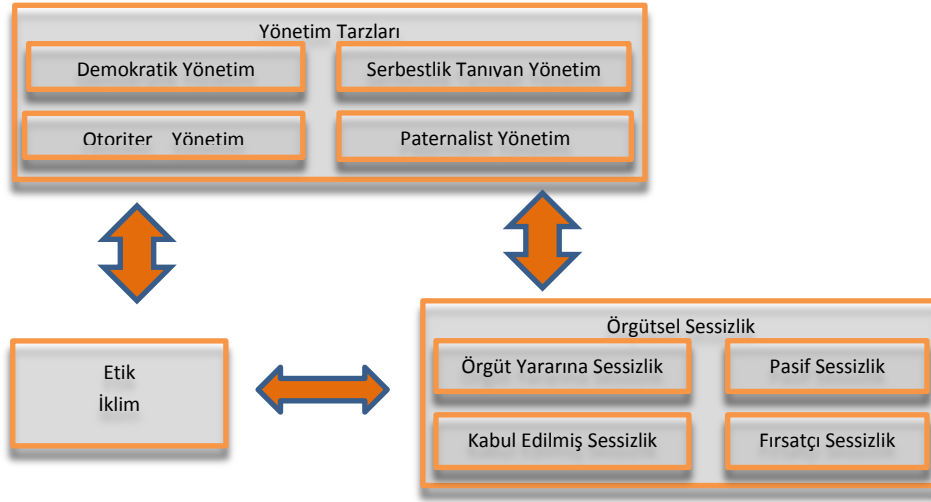 Yönetim Tarzları
Demokratik Yönetim
Serbestlik Tanıyan Yönetim
Otoriter Yönetim
Paternalist Yönetim
Örgütsel Sessizlik
Örgüt Yararına Sessizlik
Pasif Sessizlik
Kabul Edilmiş Sessizlik
Fırsatçı Sessizlik
Etik
İklim